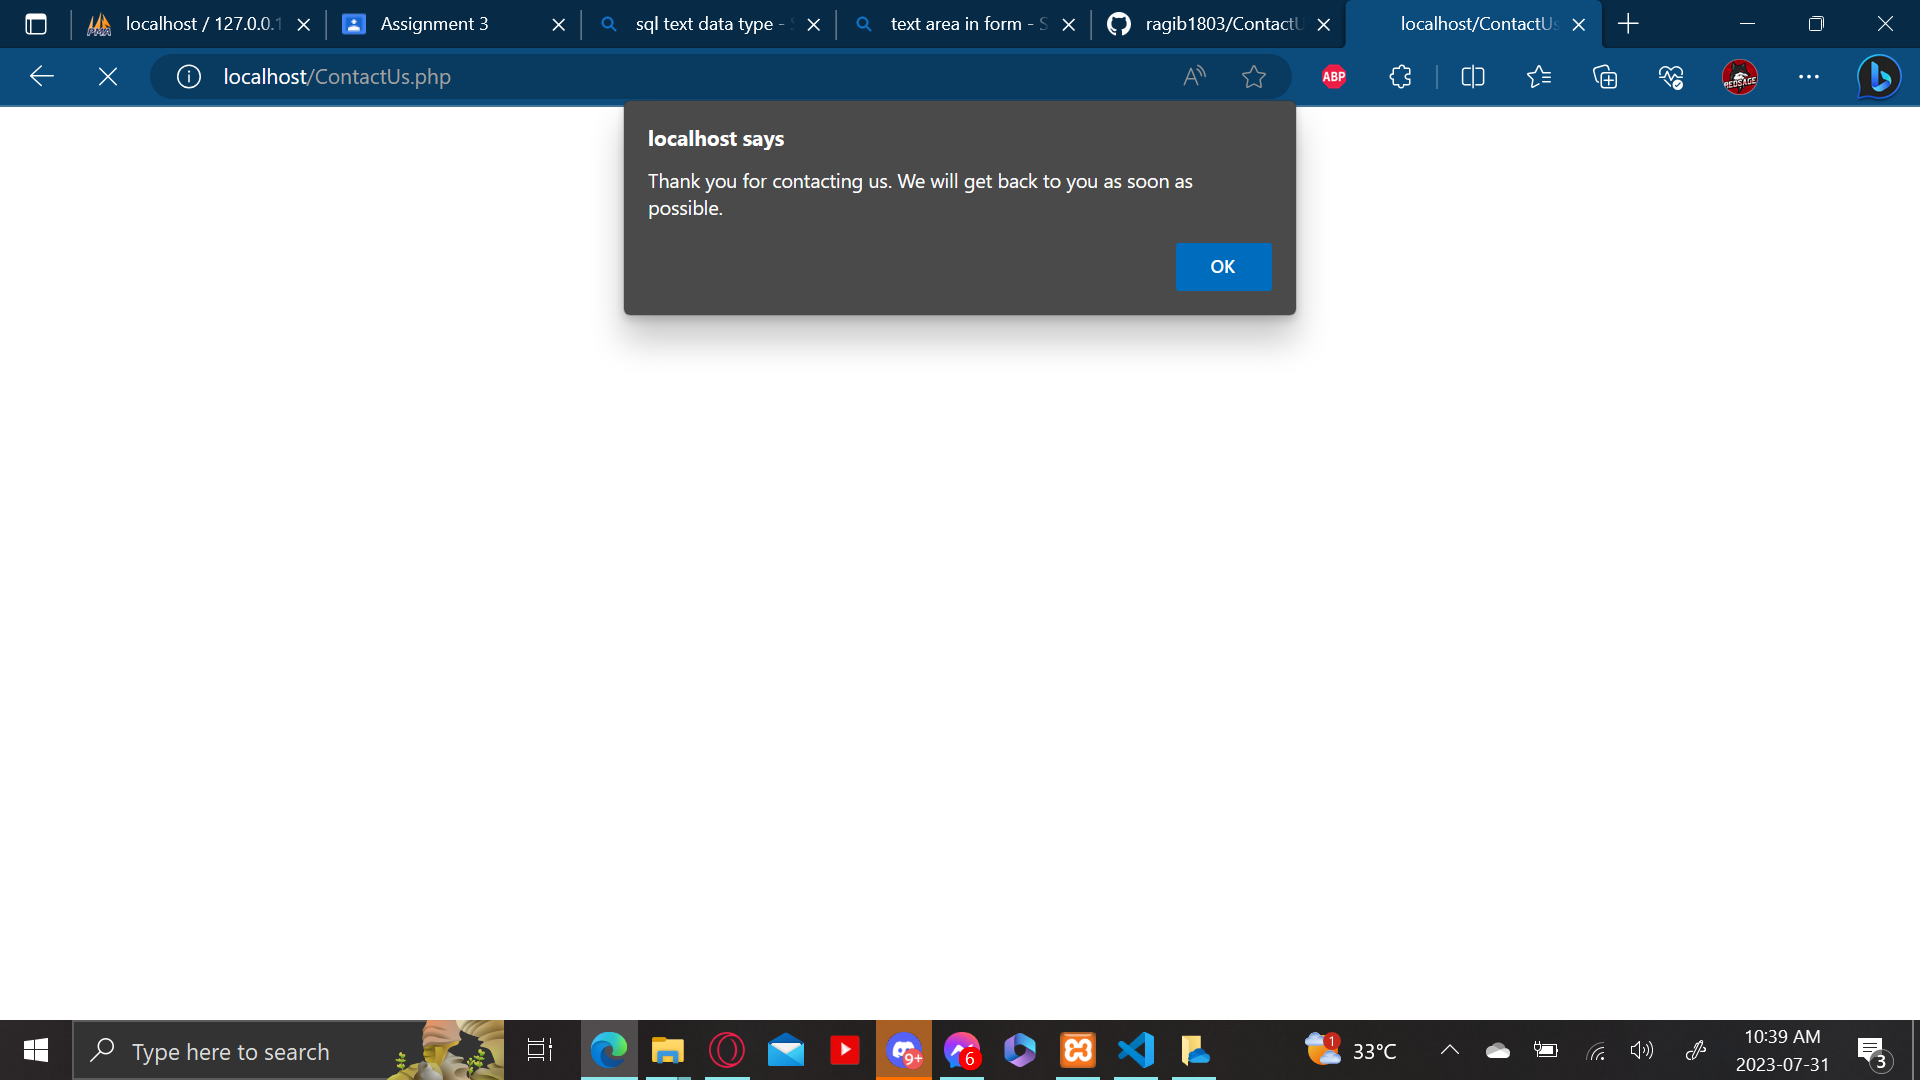 localhost / 127.0.0.1
Assignment 3
sql text data type - S
text area in form - S
ragib1803/ContactU
localhost/ContactUs
localhost/ContactUs.php
ABP
REDSAGE
localhost says
Thank you for contacting us. We will get back to you as soon as
possible.
OK
Type here to search
9+
6
1
33°C
10:39 AM
2023-07-31
3